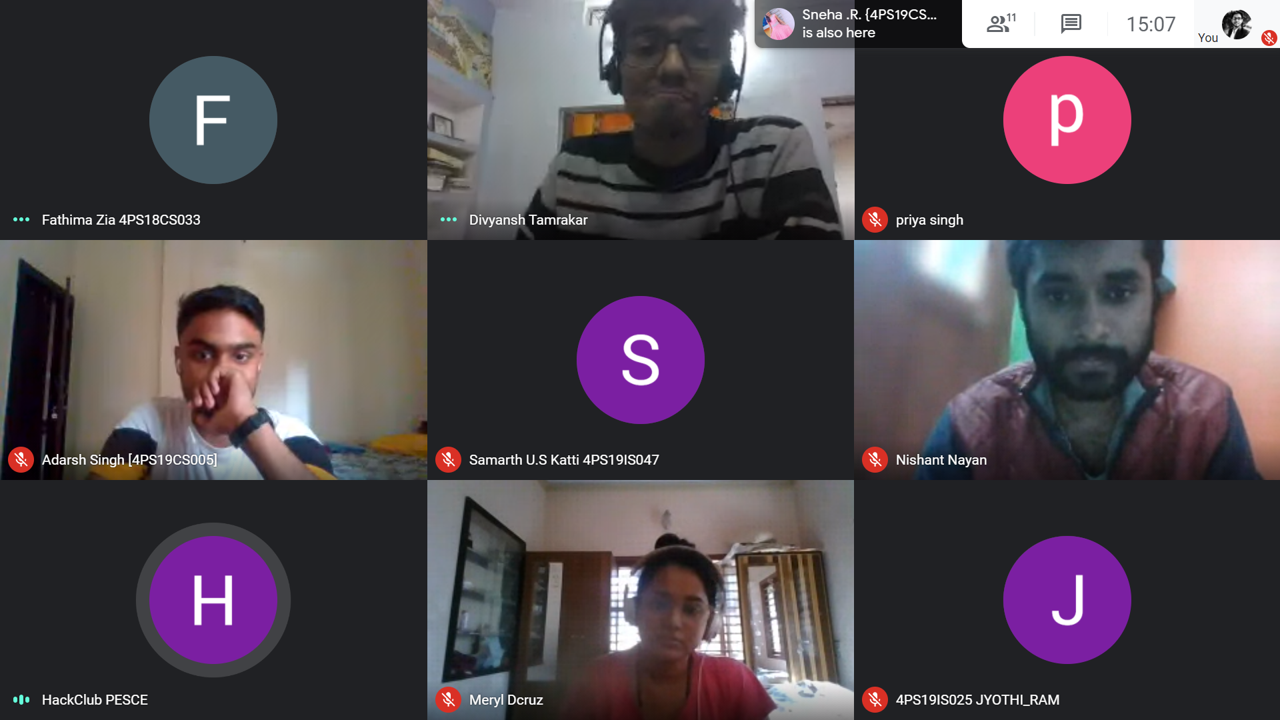 Sneha .R. {4PS19CS...
is also here
11
15:07
You
F
Fathima Zia 4PS18CS033
Divyansh Tamrakar
p
priya singh
Adarsh Singh [4PS19CS005]
S
Samarth U.S Katti 4PS19IS047
Nishant Nayan
H
HackClub PESCE
Meryl Dcruz
J
4PS19IS025 JYOTHI_RAM